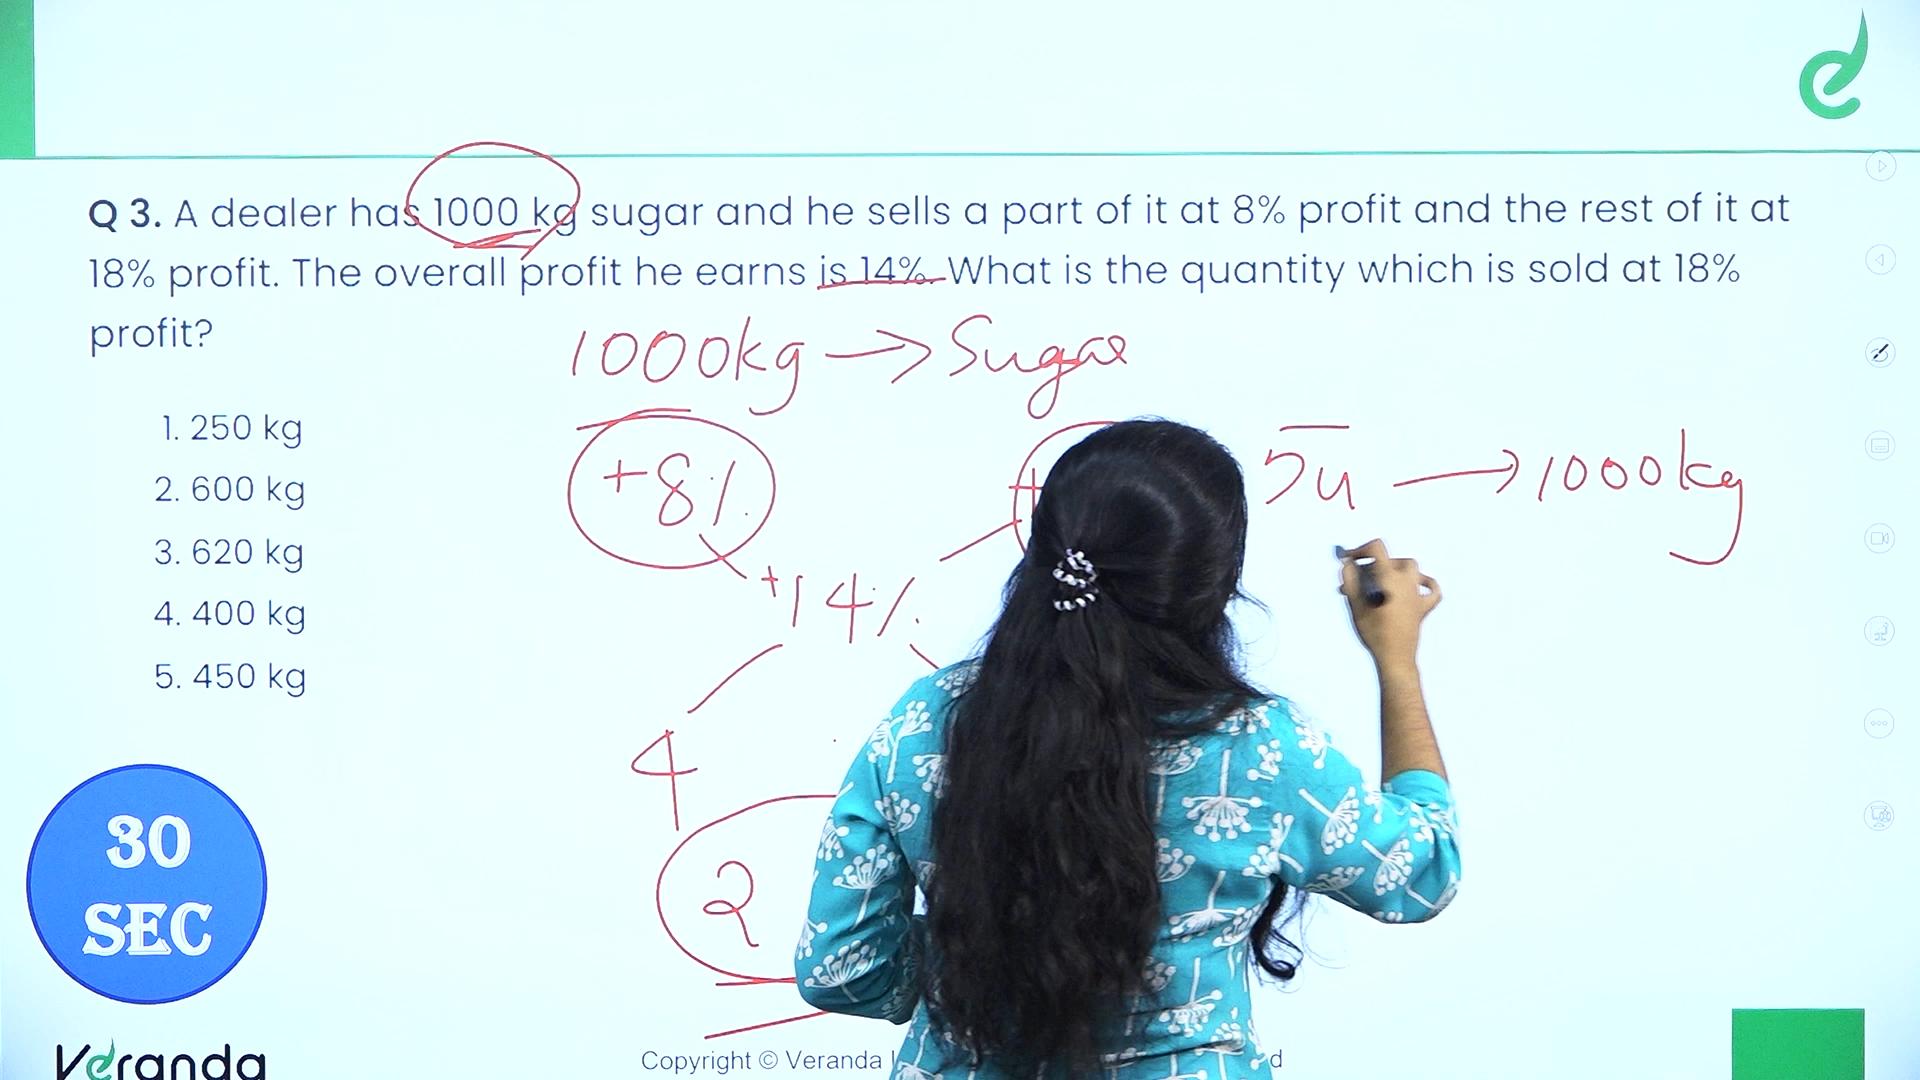 Q 3. A dealer has 1000 kg sugar and he sells a part of it at 8% profit and the rest of it at
18% profit. The overall profit he earns is 14%. What is the quantity which is sold at 18%
profit?
1000kg → Sugar
1. 250 kg
2. 600 kg
3. 620 kg
4. 400 kg
5. 450 kg
+8%
+
5u → 1000kg
+14%
4
2
30
SEC
Veranda
Copyright © Veranda
d